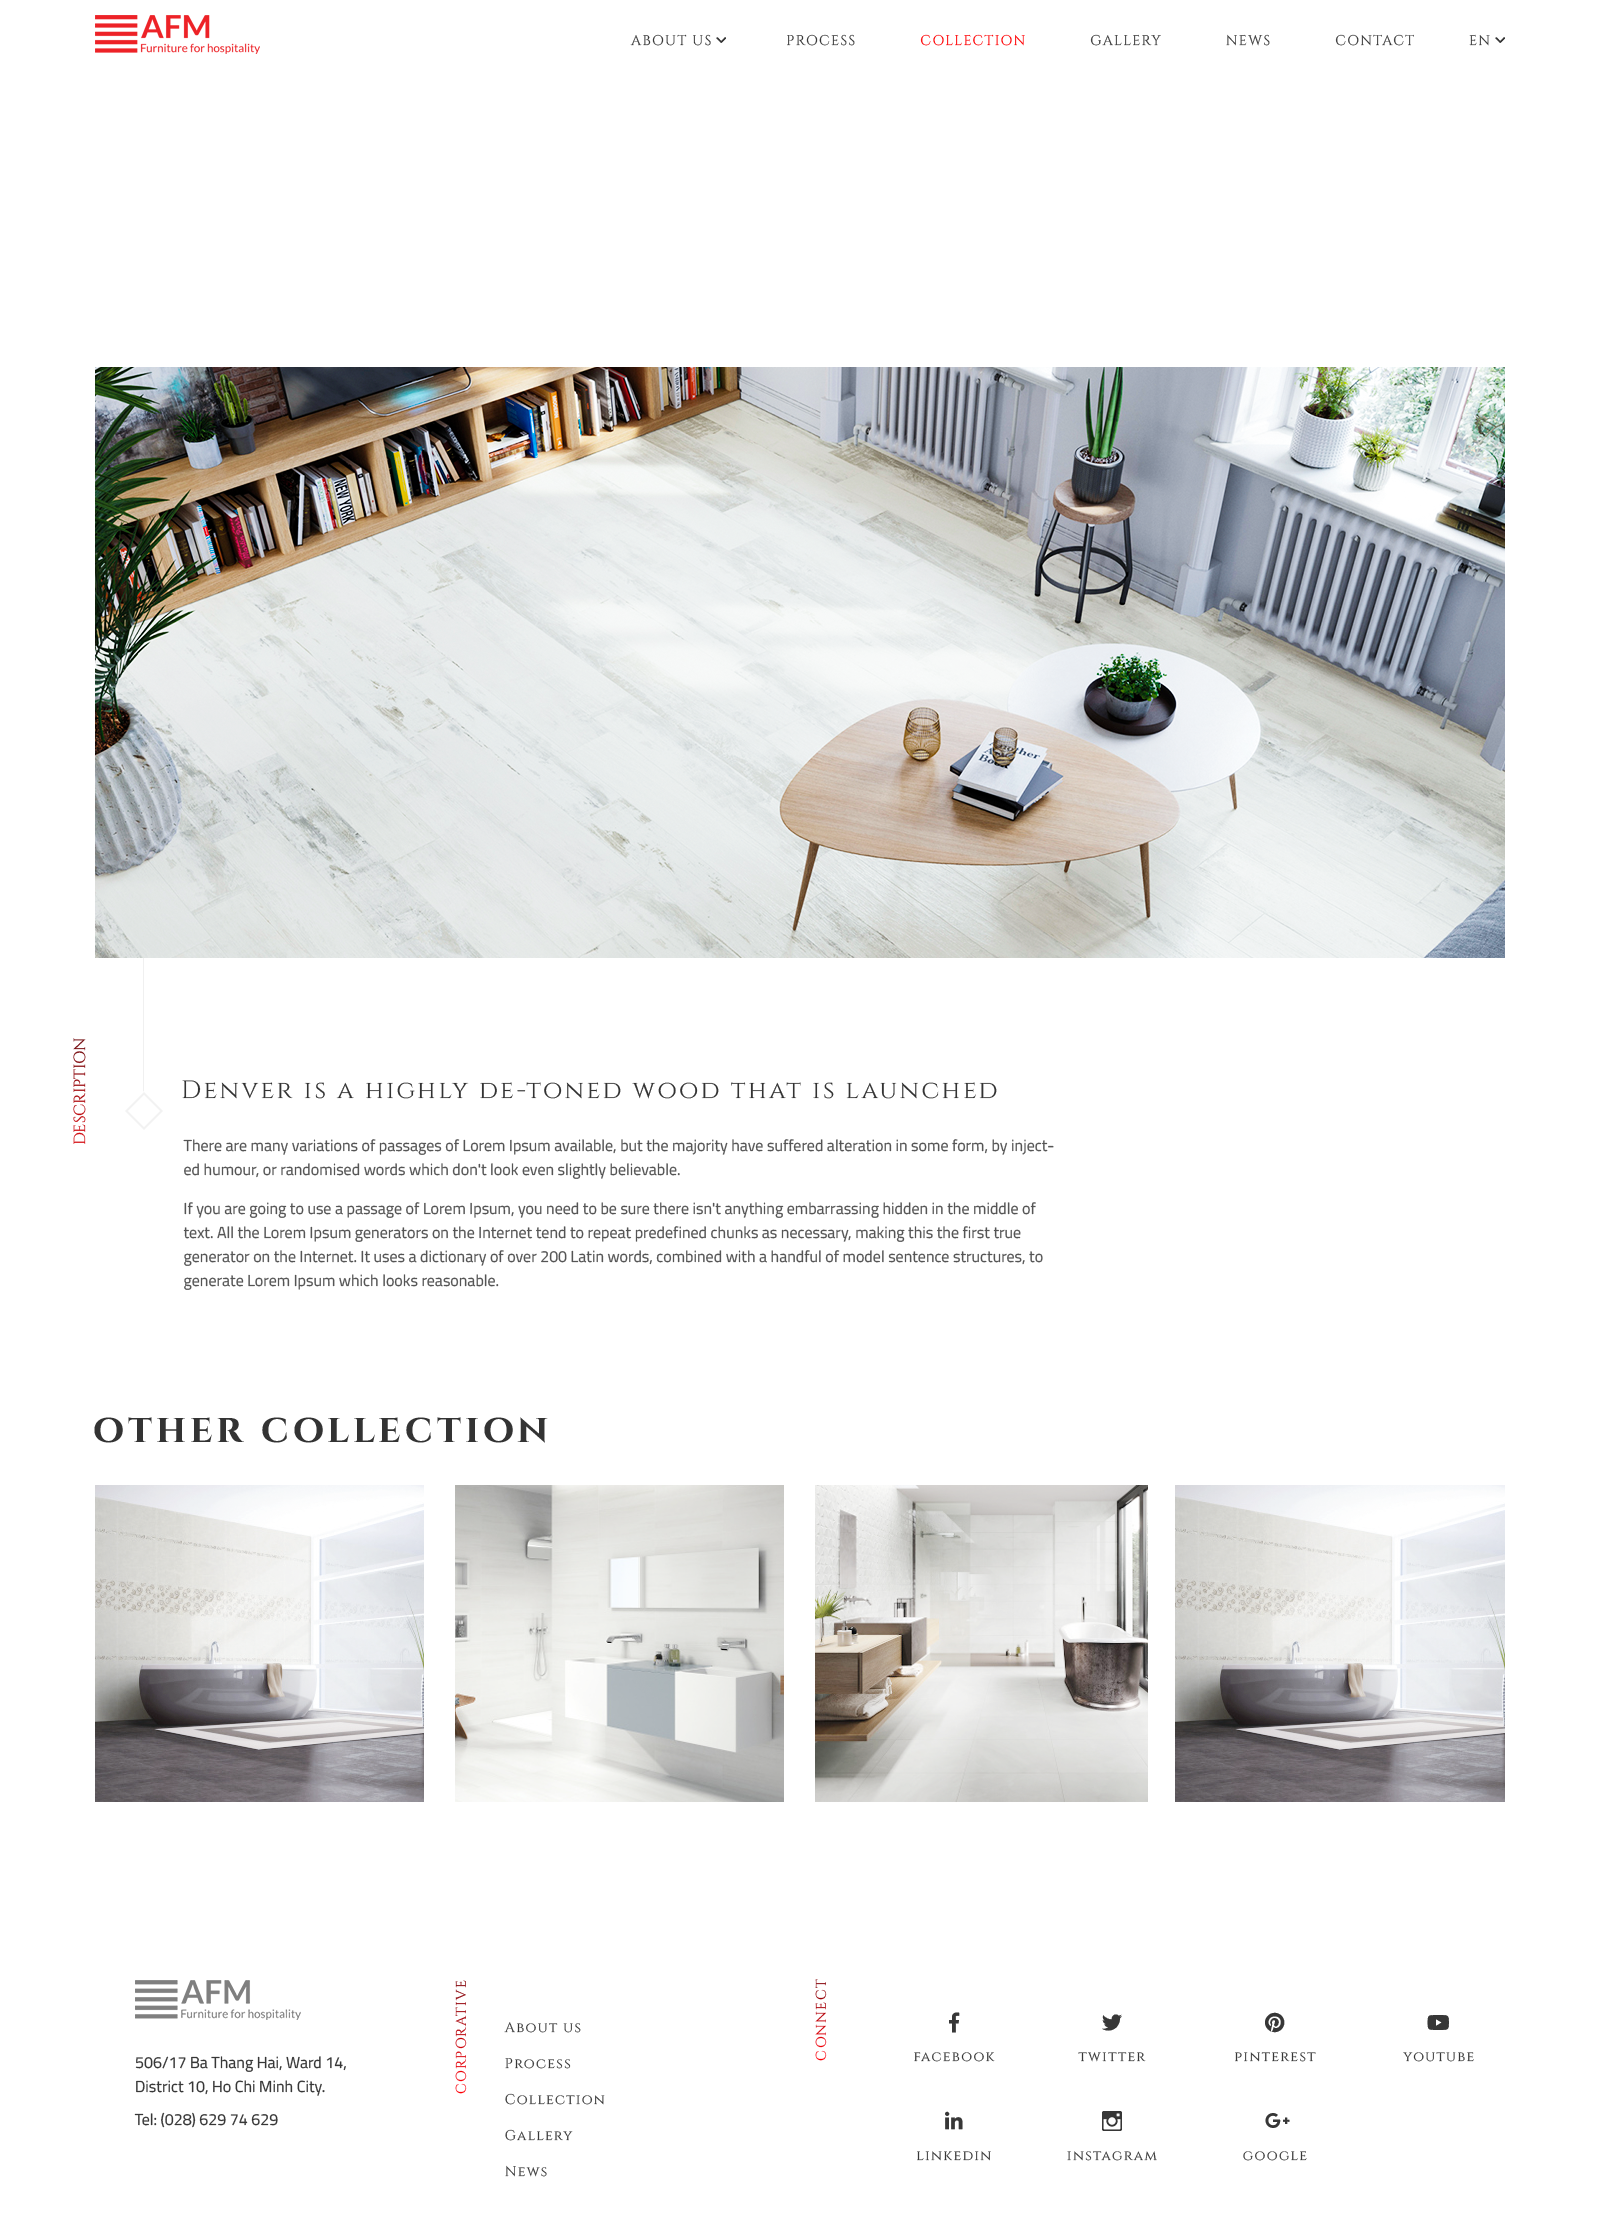 AFM
Furniture for hospitality
ABOUT US
PROCESS
COLLECTION
GALLERY
NEWS
CONTACT
EN
NEW YORK
Another
DESCRIPTION
Denver is a highly de-toned wood that is launched
There are many variations of passages of Lorem Ipsum available, but the majority have suffered alteration in some form, by inject-
ed humour, or randomised words which don't look even slightly believable.
If you are going to use a passage of Lorem Ipsum, you need to be sure there isn't anything embarrassing hidden in the middle of
text. All the Lorem Ipsum generators on the Internet tend to repeat predefined chunks as necessary, making this the first true
generator on the Internet. It uses a dictionary of over 200 Latin words, combined with a handful of model sentence structures, to
generate Lorem Ipsum which looks reasonable.
OTHER COLLECTION
AFM
Furniture for hospitality
506/17 Ba Thang Hai, Ward 14,
District 10, Ho Chi Minh City.
Tel: (028) 629 74 629
CORPORATIVE
About us
Process
Collection
Gallery
News
CONNECT
FACEBOOK
TWITTER
PINTEREST
YOUTUBE
LINKEDIN
INSTAGRAM
GOOGLE